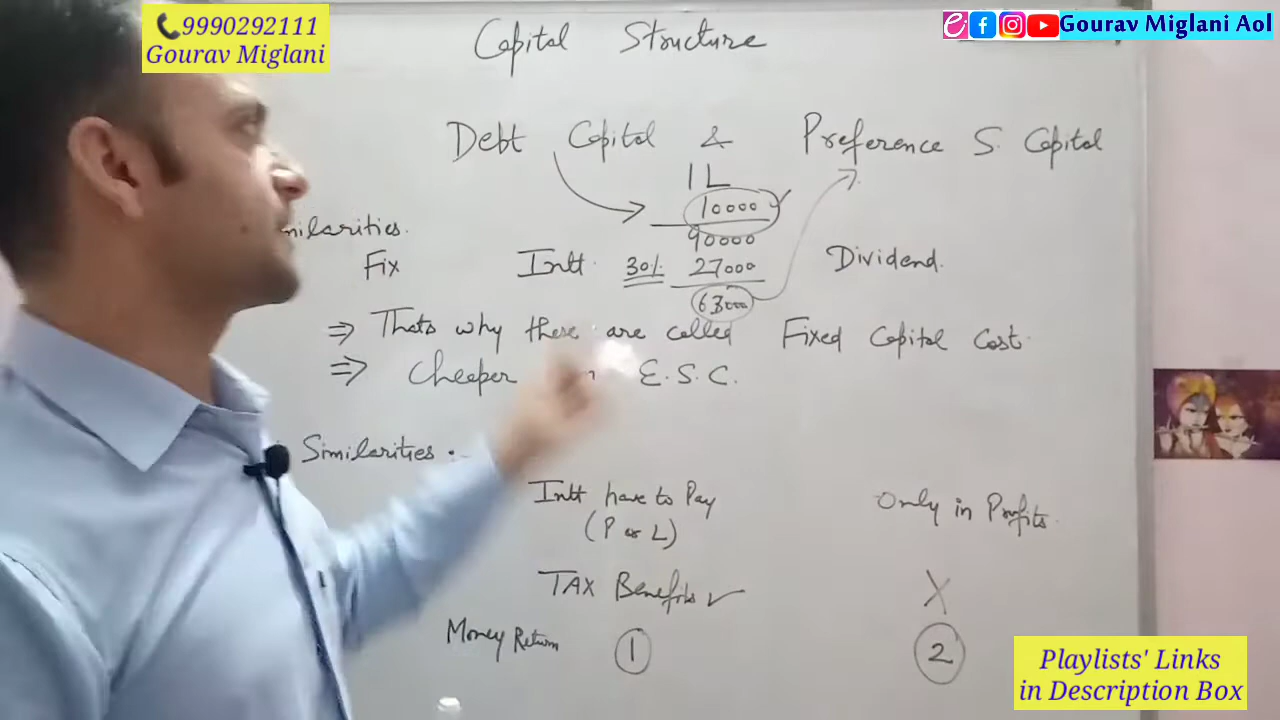 📞9990292111
Gourav Miglani
Gourav Miglani Aol
Capital Structure
Debt Capital & Preference S. Capital
1L
10000
90000
milarities.
Fix Intt. 30% 27000 Dividend.
63000
⇒ Thats why these are called Fixed Capital Cost
⇒ Cheaper E.S.C.
Similarities.
Intt have to Pay Only in Profits.
(P or L)
TAX Benefits ✓ X
Money Return 1 2
Playlists' Links
in Description Box